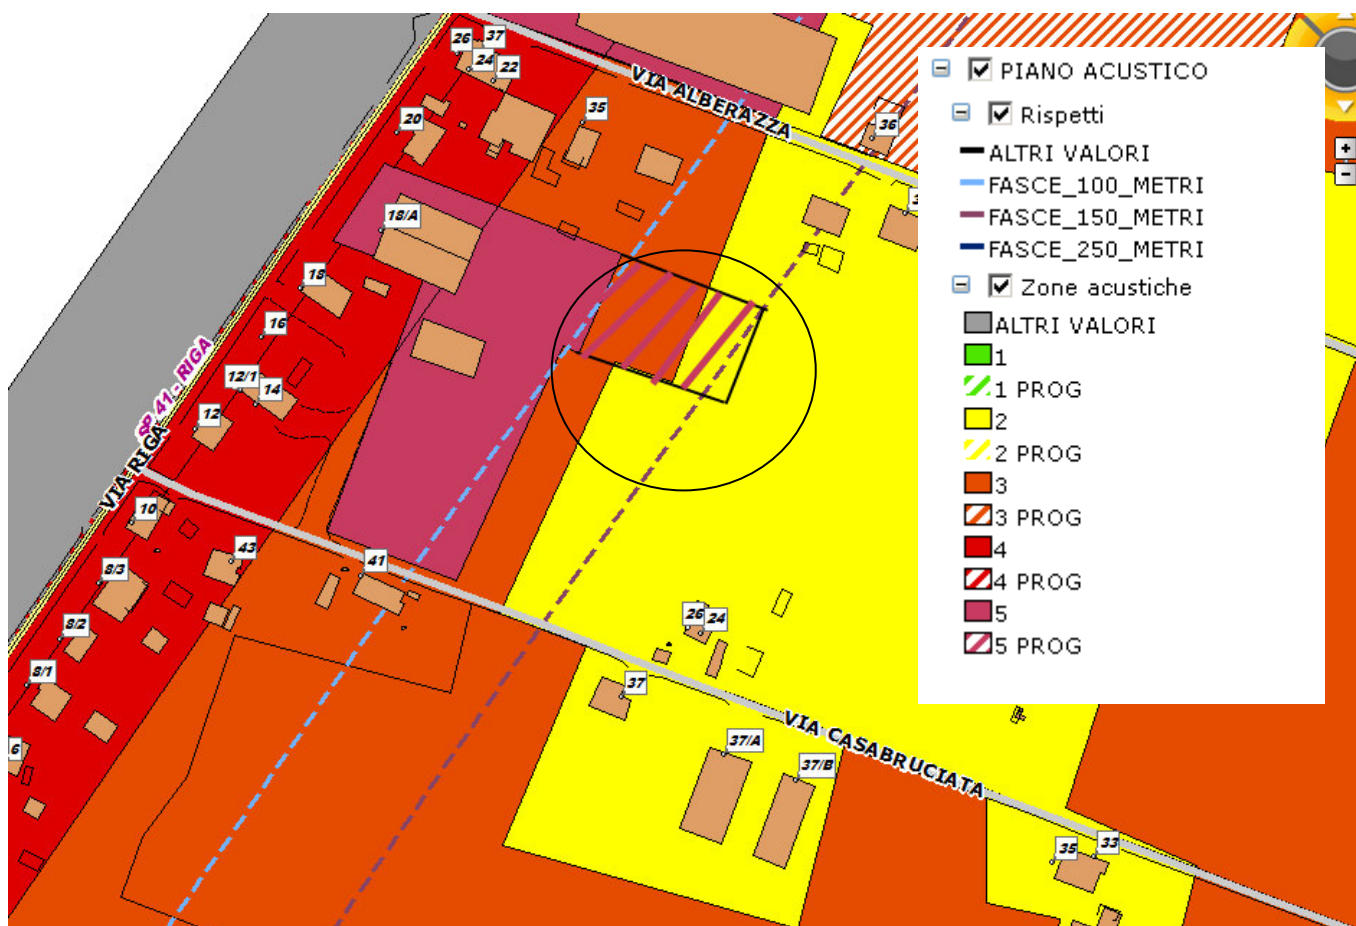 26
37
24
22
20
35
36
18/A
18
16
12/1
14
12
10
43
41
8/3
8/2
8/1
6
26
24
37
37/A
37/B
35
33
VIA ALBERAZZA
SP 41 - RIGA
VIA RIGA
VIA CASABRUCIATA
PIANO ACUSTICO
Rispetti
ALTRI VALORI
FASCE_100_METRI
FASCE_150_METRI
FASCE_250_METRI
Zone acustiche
ALTRI VALORI
1
1 PROG
2
2 PROG
3
3 PROG
4
4 PROG
5
5 PROG